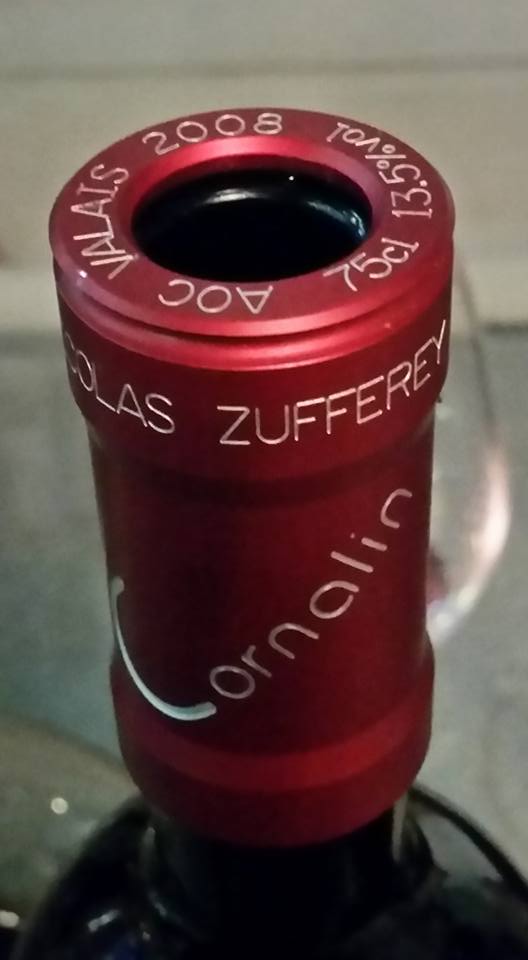 AOC VALAIS 2008 13.5%vol 75cl
COLAS ZUFFEREY
Cornalin